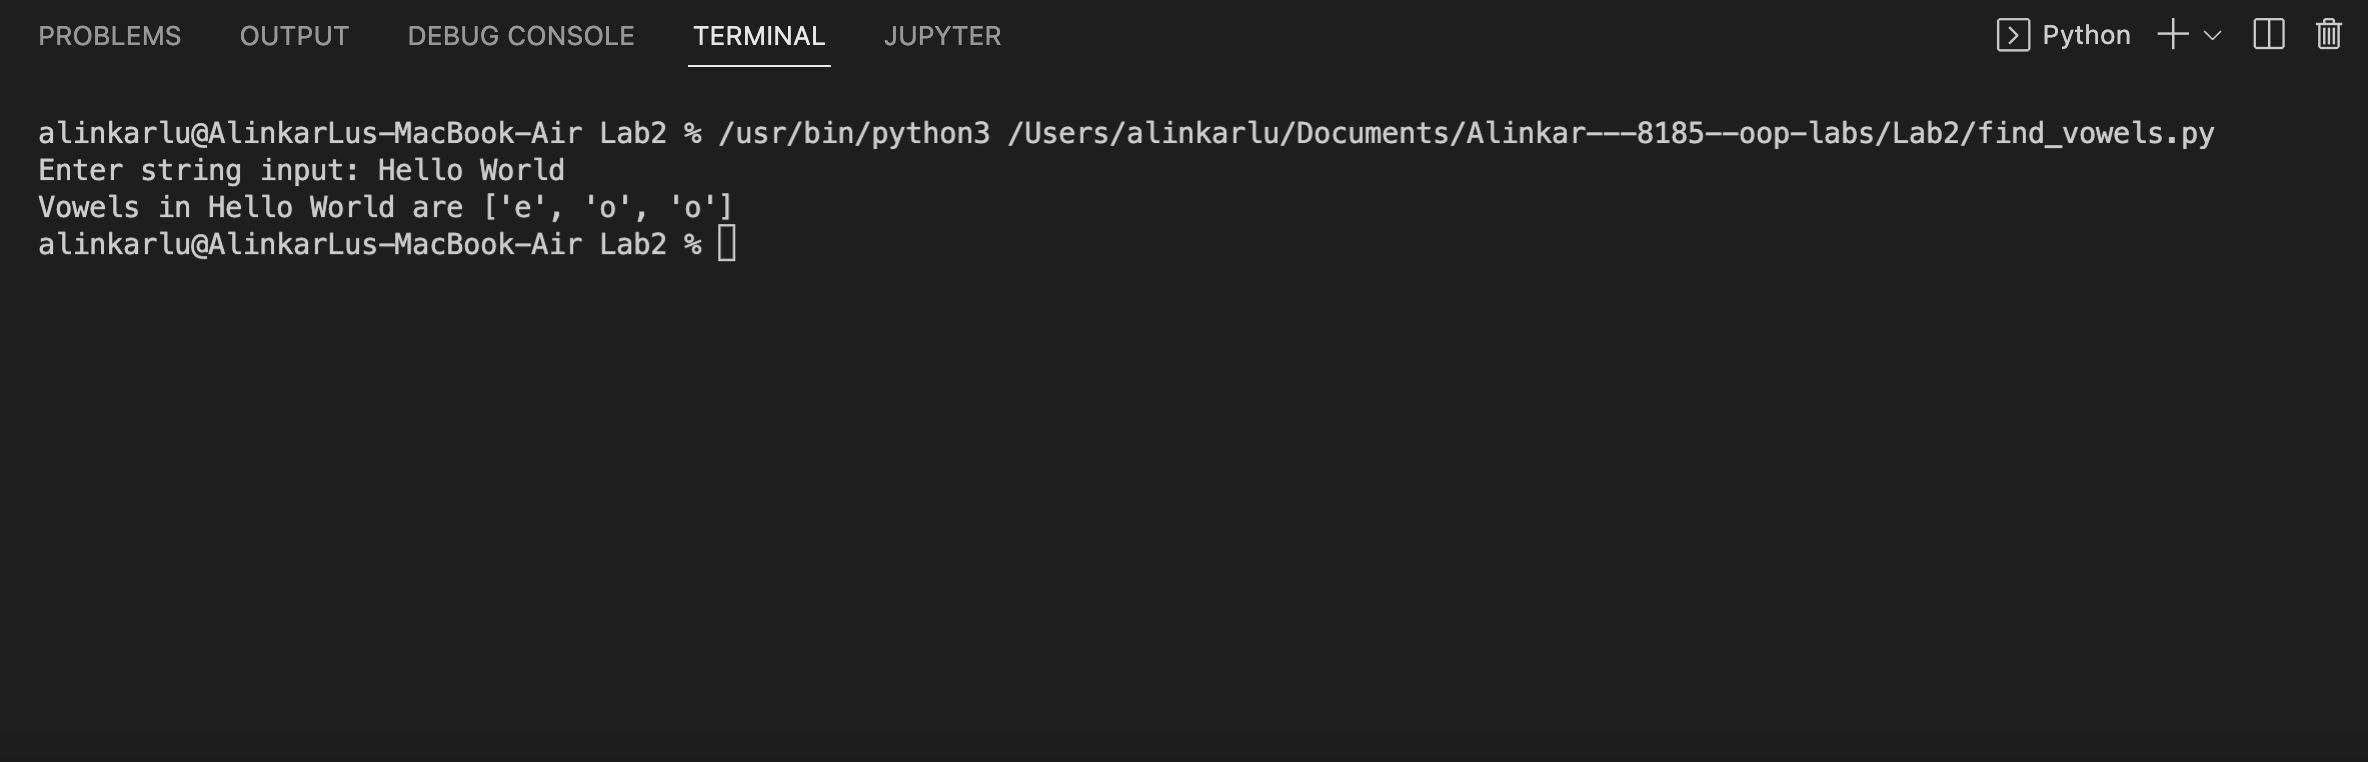 PROBLEMS OUTPUT DEBUG CONSOLE TERMINAL JUPYTER Python
alinkarlu@AlinkarLus-MacBook-Air Lab2 % /usr/bin/python3 /Users/alinkarlu/Documents/Alinkar---8185--oop-labs/Lab2/find_vowels.py
Enter string input: Hello World
Vowels in Hello World are ['e', 'o', 'o']
alinkarlu@AlinkarLus-MacBook-Air Lab2 %